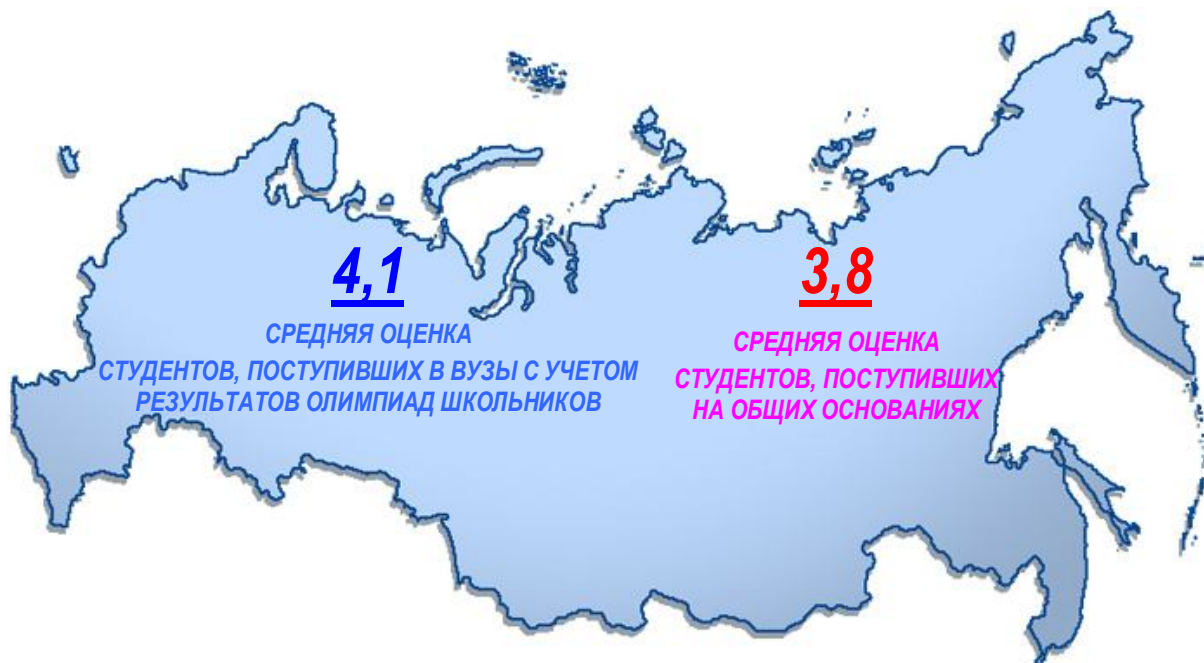 4,1
СРЕДНЯЯ ОЦЕНКА
СТУДЕНТОВ, ПОСТУПИВШИХ В ВУЗЫ С УЧЕТОМ
РЕЗУЛЬТАТОВ ОЛИМПИАД ШКОЛЬНИКОВ
3,8
СРЕДНЯЯ ОЦЕНКА
СТУДЕНТОВ, ПОСТУПИВШИХ
НА ОБЩИХ ОСНОВАНИЯХ